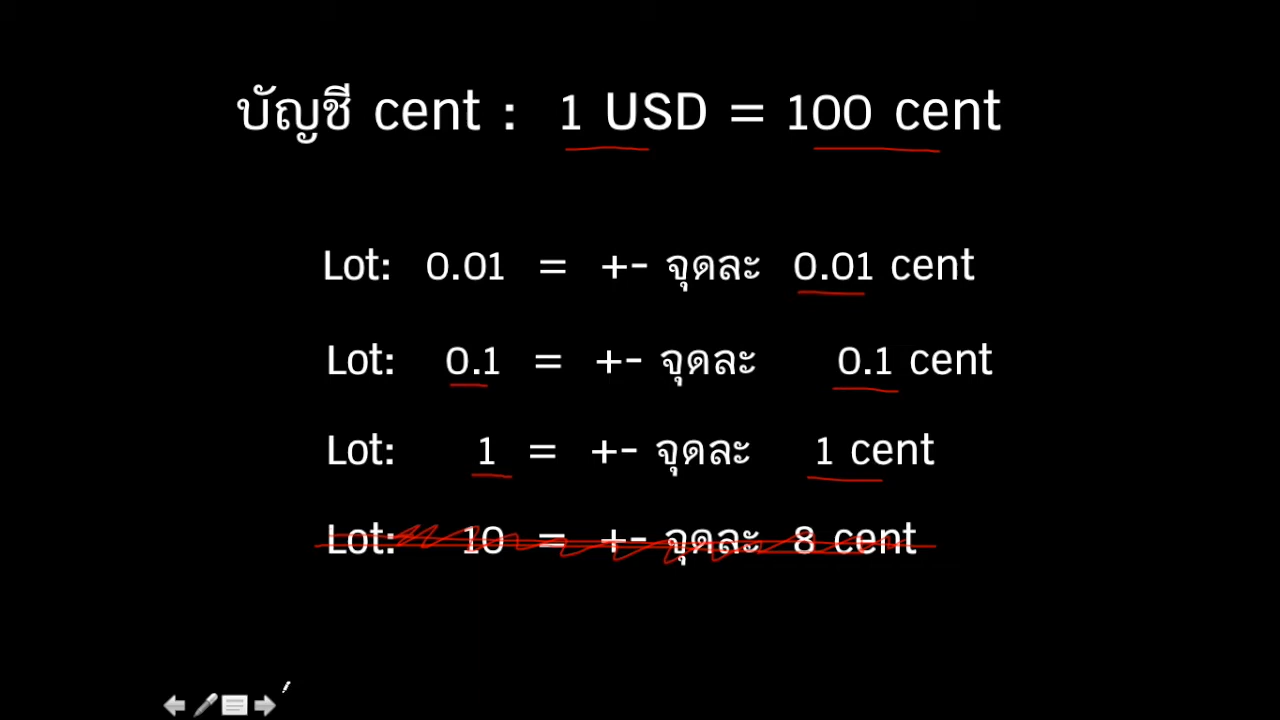 บัญชี cent : 1 USD = 100 cent
Lot: 0.01 = +- จุดละ 0.01 cent
Lot: 0.1 = +- จุดละ 0.1 cent
Lot: 1 = +- จุดละ 1 cent
Lot: 10 = +- จุดละ 8 cent